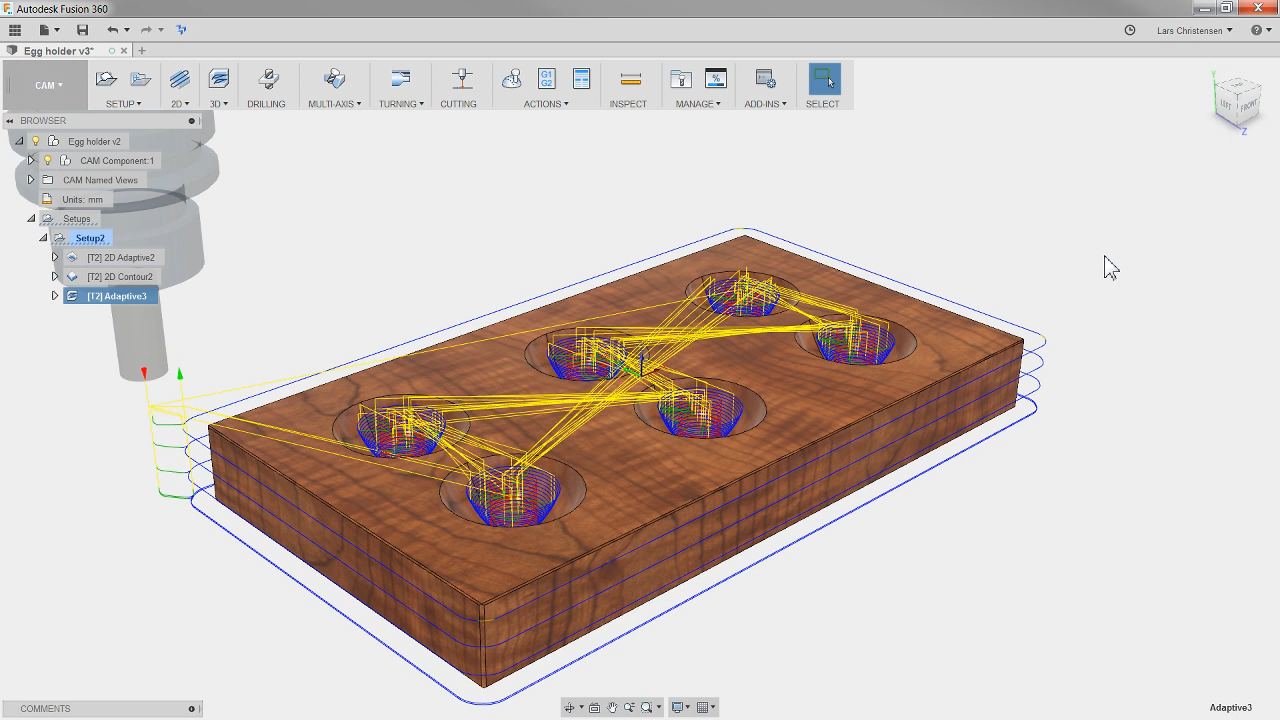 Autodesk Fusion 360
Lars Christensen
Egg holder v3*
CAM
SETUP
2D
3D
DRILLING
MULTI-AXIS
TURNING
CUTTING
G1
G2
ACTIONS
INSPECT
MANAGE
ADD-INS
SELECT
BROWSER
Egg holder v2
CAM Component:1
CAM Named Views
Units: mm
Setups
Setup2
[T2] 2D Adaptive2
[T2] 2D Contour2
[T2] Adaptive3
Y
LEFT FRONT
Z
COMMENTS
Adaptive3